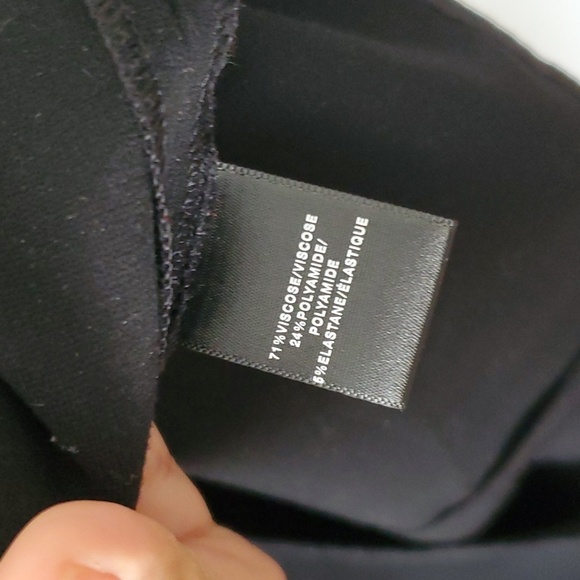 71%VISCOSE/VISCOSE
24%POLYAMIDE/
POLYAMIDE
5%ELASTANE/ÉLASTIQUE